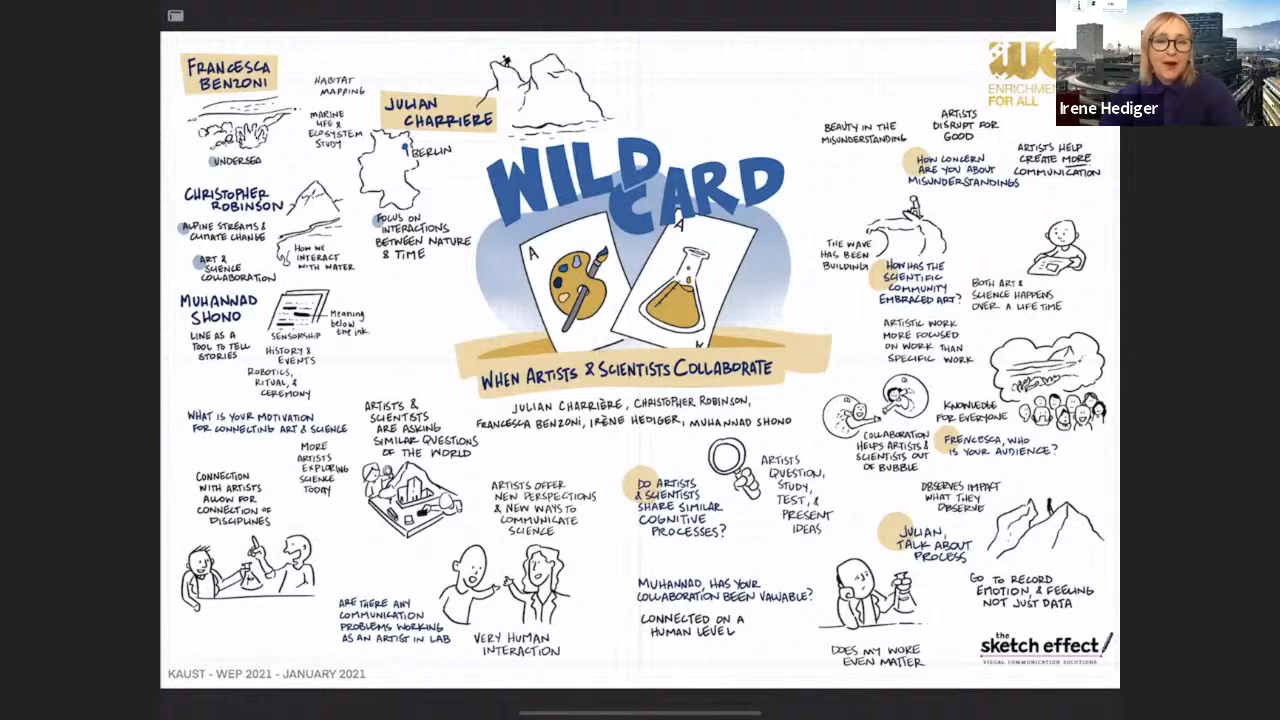 FRANCESCA
BENZONI
HABITAT
MAPPING
MARINE
LIFE &
ECOSYSTEM
STUDY
UNDERSEA
JULIAN
CHARRIERE
BERLIN
FOCUS ON
INTERACTIONS
BETWEEN NATURE
& TIME
CHRISTOPHER
ROBINSON
ALPINE STREAMS &
CLIMATE CHANGE
HOW WE
INTERACT
WITH WATER
ART &
SCIENCE
COLLABORATION
MUHANNAD
SHONO
LINE AS A
TOOL TO TELL
STORIES
Meaning
below
the ink.
SENSORSHIP
HISTORY &
EVENTS
ROBOTICS,
RITUAL, &
CEREMONY
WHAT IS YOUR MOTIVATION
FOR CONNECTING ART & SCIENCE
MORE
ARTISTS
EXPLORING
SCIENCE
TODAY
CONNECTION
WITH ARTISTS
ALLOW FOR
CONNECTION OF
DISCIPLINES
ARTISTS &
SCIENTISTS
ARE ASKING
SIMILAR QUESTIONS
OF THE WORLD
ARTISTS OFFER
NEW PERSPECTIONS
& NEW WAYS TO
COMMUNICATE
SCIENCE
ARE THERE ANY
COMMUNICATION
PROBLEMS WORKING
AS AN ARTIST IN LAB
VERY HUMAN
INTERACTION
WILD
CARD
A
A
K
WHEN ARTISTS & SCIENTISTS COLLABORATE
JULIAN CHARRIÈRE, CHRISTOPHER ROBINSON,
FRANCESCA BENZONI, IRÈNE HEDIGER, MUHANNAD SHONO
DO ARTISTS
& SCIENTISTS
SHARE SIMILAR
COGNITIVE
PROCESSES?
ARTISTS
QUESTION,
STUDY,
TEST, &
PRESENT
IDEAS
MUHANNAD, HAS YOUR
COLLABORATION BEEN VALUABLE?
CONNECTED ON A
HUMAN LEVEL
BEAUTY IN THE
MISUNDERSTANDING
ARTISTS
DISRUPT FOR
GOOD
ARTISTS HELP
CREATE MORE
COMMUNICATION
HOW CONCERN
ARE YOU ABOUT
MISUNDERSTANDINGS
THE WAVE
HAS BEEN
BUILDING
HOW HAS THE
SCIENTIFIC
COMMUNITY
EMBRACED ART?
BOTH ART &
SCIENCE HAPPENS
OVER A LIFE TIME
ARTISTIC WORK
MORE FOCUSED
ON WORK THAN
SPECIFIC WORK
COLLABORATION
HELPS ARTISTS &
SCIENTISTS OUT
OF BUBBLE
KNOWLEDGE
FOR EVERYONE
FRENCESCA, WHO
IS YOUR AUDIENCE?
OBSERVES IMPACT
WHAT THEY
OBSERVE
JULIAN,
TALK ABOUT
PROCESS
GO TO RECORD
EMOTION, & FEELING
NOT JUST DATA
DOES MY WORK
EVEN MATTER
the
sketch effect
VISUAL COMMUNICATION SOLUTIONS
KAUST - WEP 2021 - JANUARY 2021
ENRICHMEN
FOR ALL
Irene Hediger